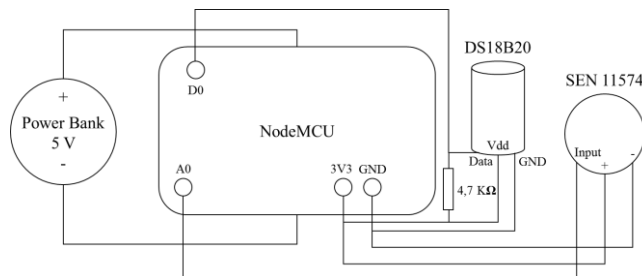 DS18B20
SEN 11574
D0
+
Power Bank
5 V
-
NodeMCU
Vdd
Data
GND
Input
-
+
A0
3V3
GND
4,7 KΩ